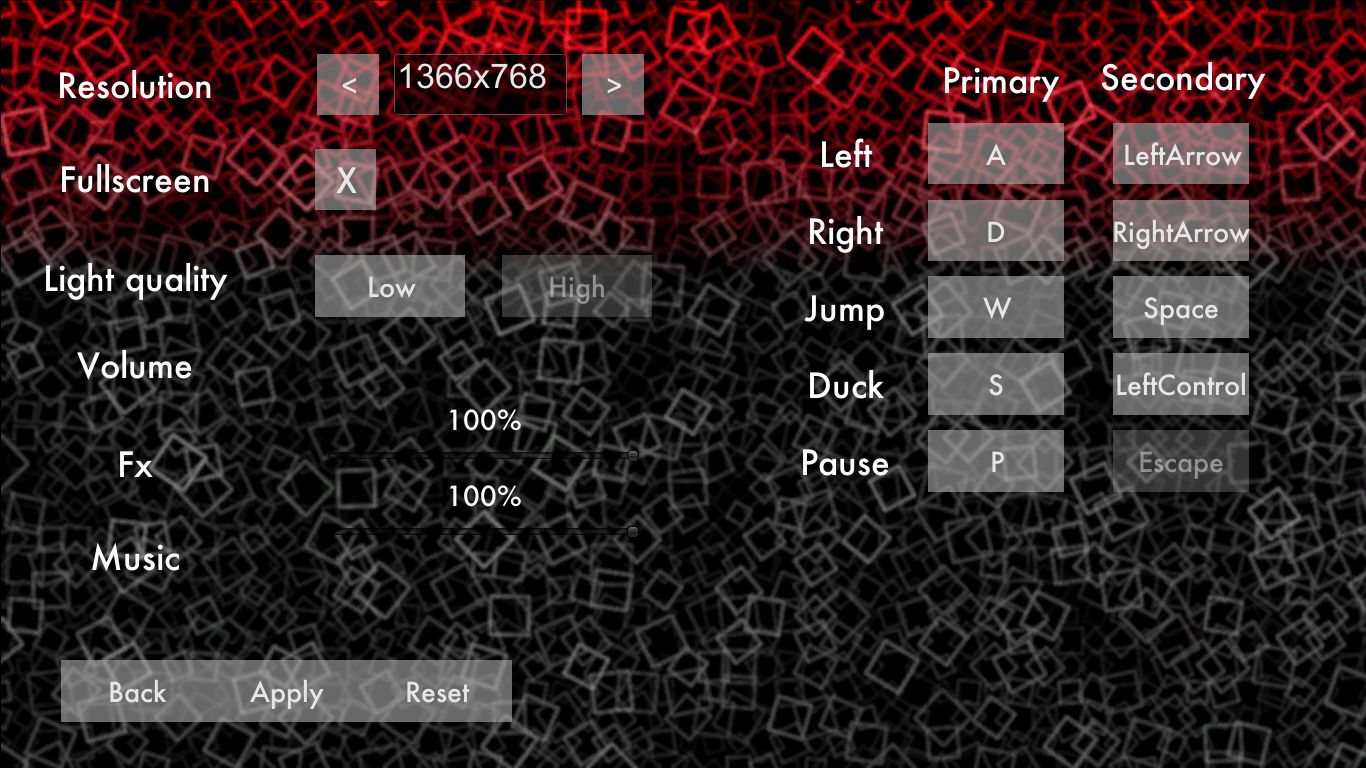 Resolution < 1366x768 >
Fullscreen X
Light quality Low High
Volume
100%
Fx
100%
Music
Back Apply Reset
Primary Secondary
Left A LeftArrow
Right D RightArrow
Jump W Space
Duck S LeftControl
Pause P Escape